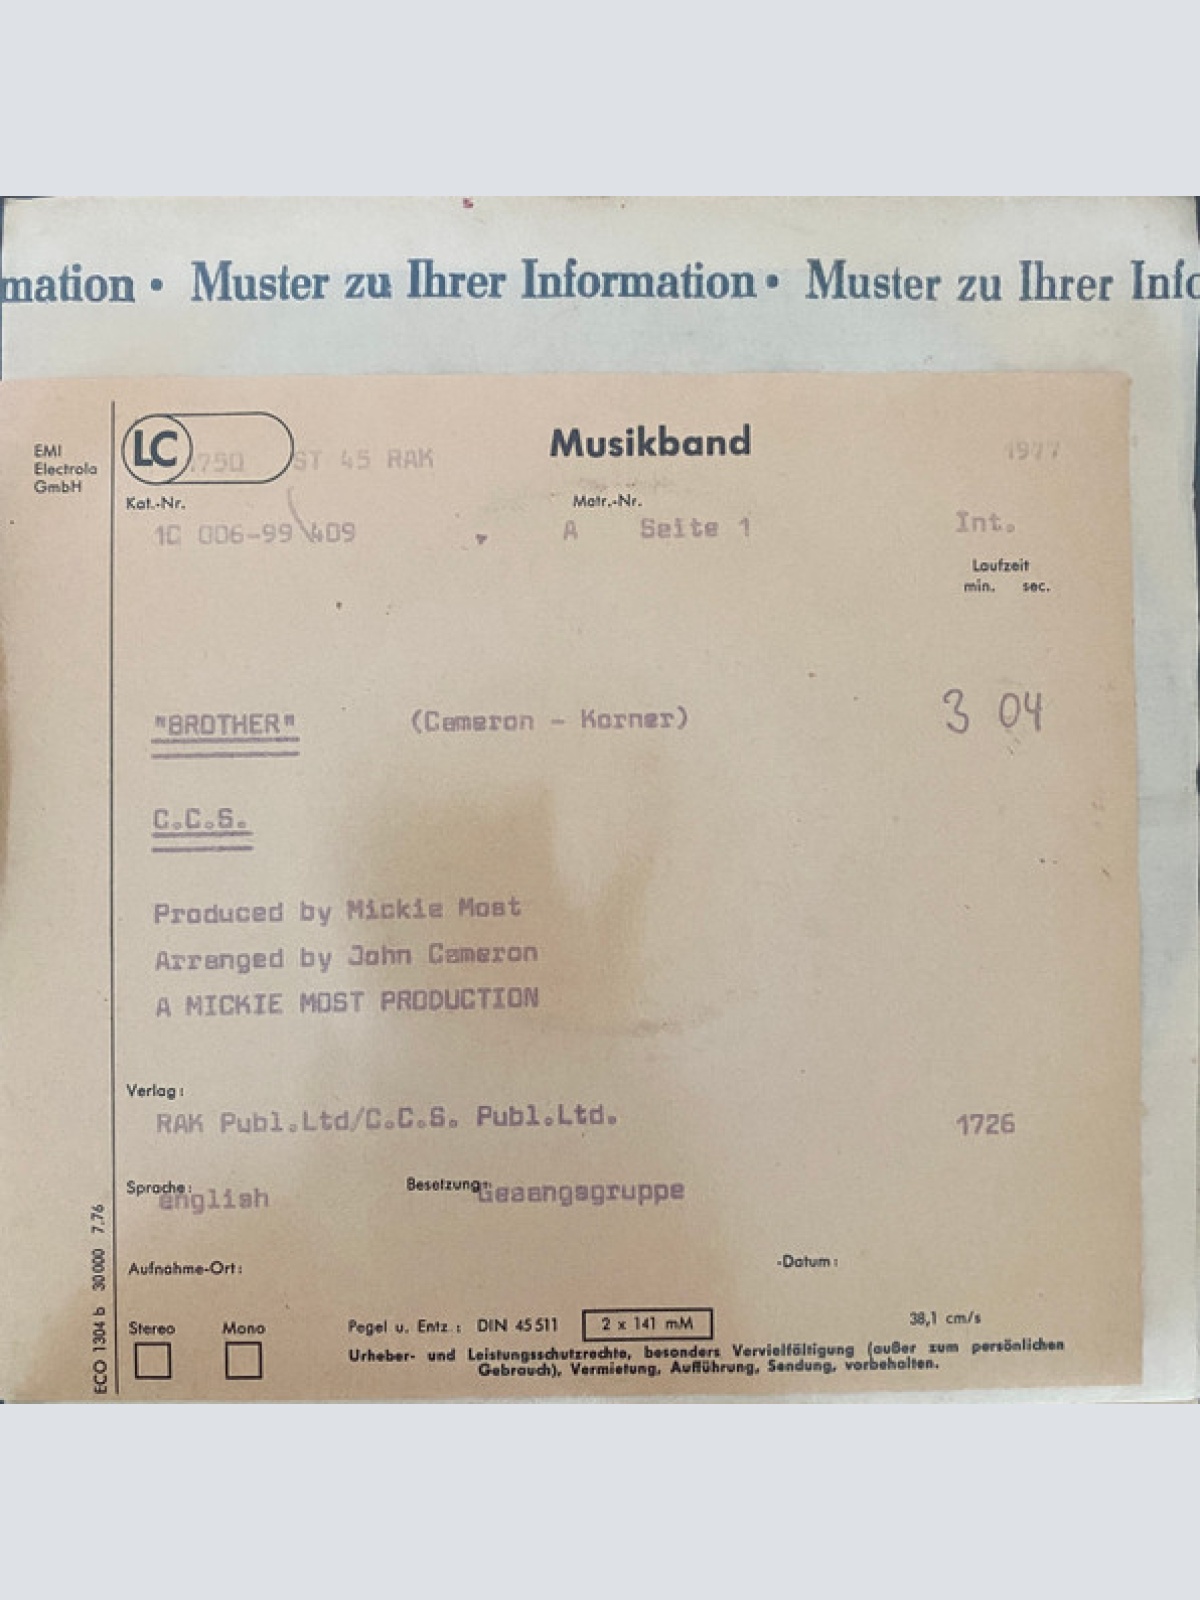 mation • Muster zu Ihrer Information • Muster zu Ihrer Info
EMI
Electrola
GmbH
LC 750 ST 45 RAK
Musikband
1977
Kat.-Nr.
Matr.-Nr.
1C 006-99 409
A Seite 1
Int.
Laufzeit
min. sec.
"BROTHER" (Cameron - Korner) 3 04
C.C.S.
Produced by Mickie Most
Arranged by John Cameron
A MICKIE MOST PRODUCTION
Verlag:
RAK Publ.Ltd/C.C.S. Publ.Ltd. 1726
Sprache: english
Besetzung: Gesangsgruppe
Aufnahme-Ort:
-Datum:
Stereo Mono
Pegel u. Entz.: DIN 45511 2 x 141 mM 38,1 cm/s
Urheber- und Leistungsschutzrechte, besonders Vervielfältigung (außer zum persönlichen
Gebrauch), Vermietung, Aufführung, Sendung, vorbehalten.
ECO 1304 b 30000 7.76